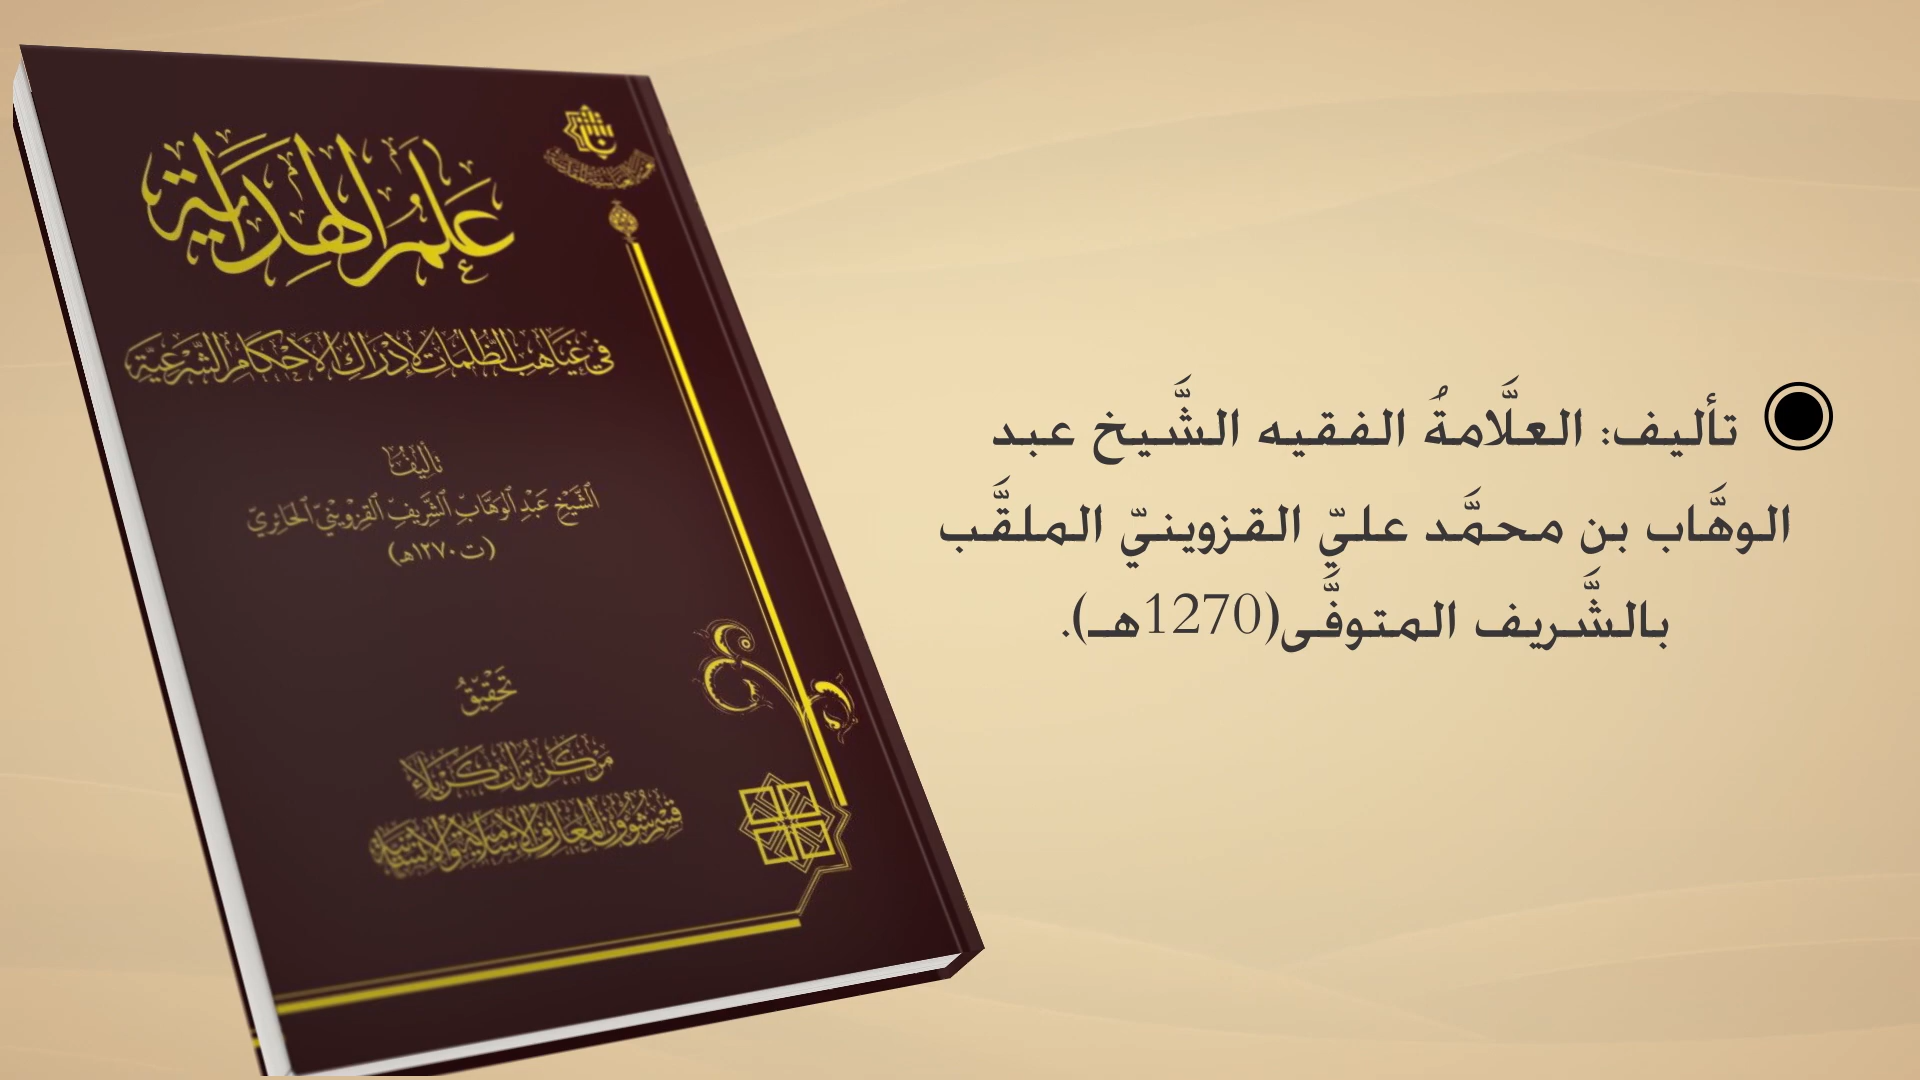 علم الهداية
في غياهب الظلمات لإدراك الأحكام الشرعية
تأليف
الشيخ عبد الوهاب الشريف القزويني الحائري
(ت ١٢٧٠هـ)
تحقيق
مركز تراث كربلاء
قسم شؤون المعارف الإسلامية والإنسانية
تأليف: العلَّامةُ الفقيه الشَّيخ عبد
الوهَّاب بن محمَّد عليّ القزوينيّ الملقَّب
بالشَّريف المتوفَّى(1270هـ).